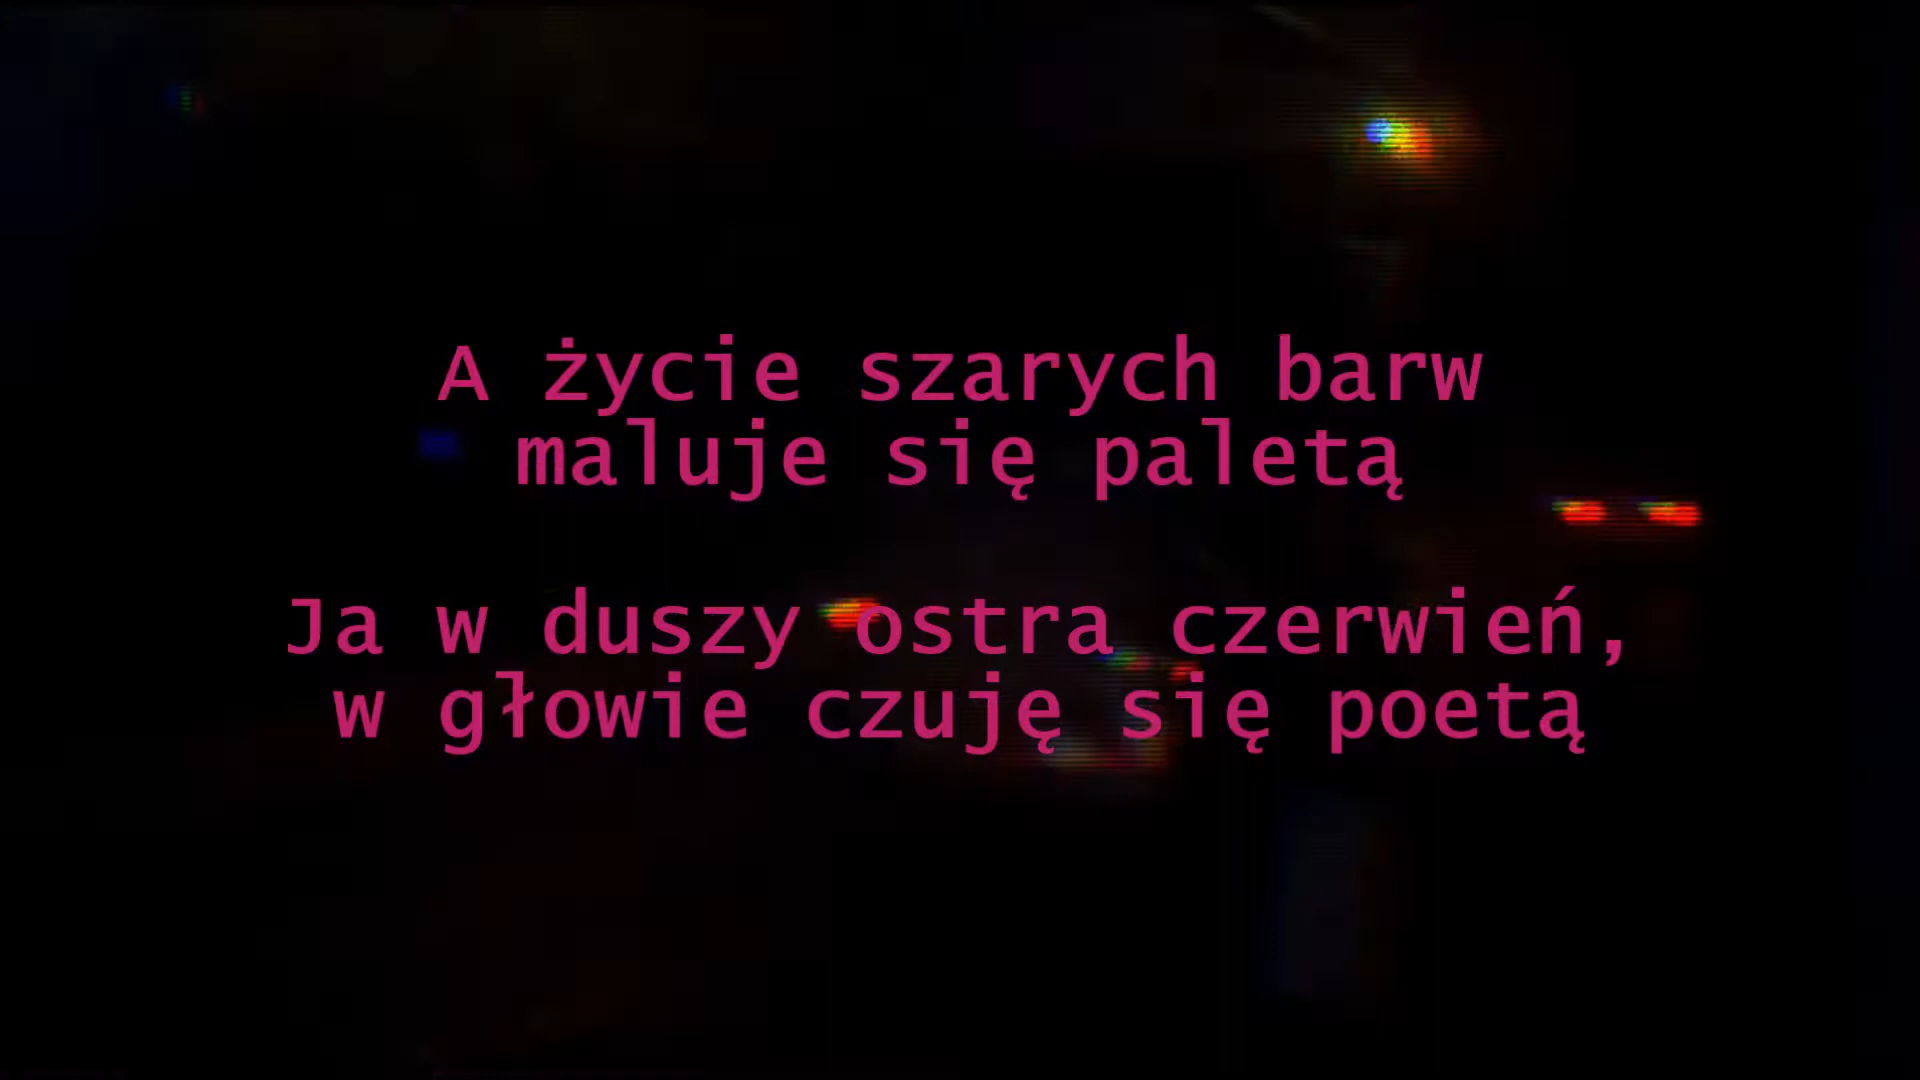 A życie szarych barw
maluje się paletą
Ja w duszy ostra czerwień,
w głowie czuję się poetą